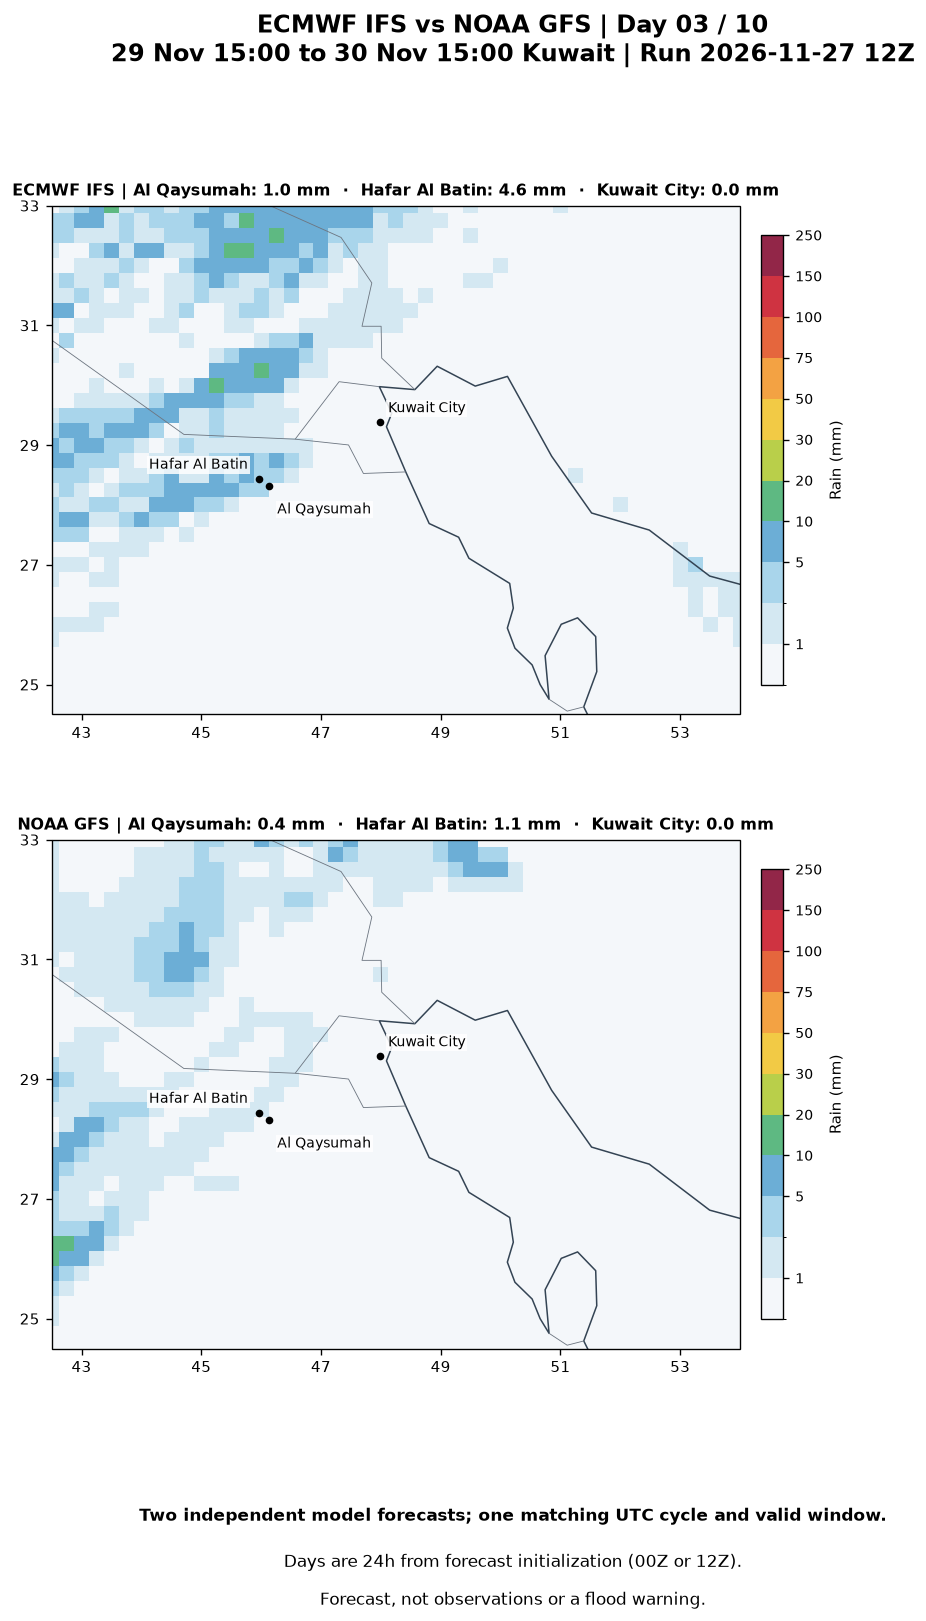 ECMWF IFS vs NOAA GFS | Day 03 / 10
29 Nov 15:00 to 30 Nov 15:00 Kuwait | Run 2026-11-27 12Z
ECMWF IFS | Al Qaysumah: 1.0 mm · Hafar Al Batin: 4.6 mm · Kuwait City: 0.0 mm
33
31
29
27
25
43 45 47 49 51 53
Kuwait City
Hafar Al Batin
Al Qaysumah
250
150
100
75
50
30
20
10
5
1
Rain (mm)
NOAA GFS | Al Qaysumah: 0.4 mm · Hafar Al Batin: 1.1 mm · Kuwait City: 0.0 mm
33
31
29
27
25
43 45 47 49 51 53
Kuwait City
Hafar Al Batin
Al Qaysumah
250
150
100
75
50
30
20
10
5
1
Rain (mm)
Two independent model forecasts; one matching UTC cycle and valid window.
Days are 24h from forecast initialization (00Z or 12Z).
Forecast, not observations or a flood warning.